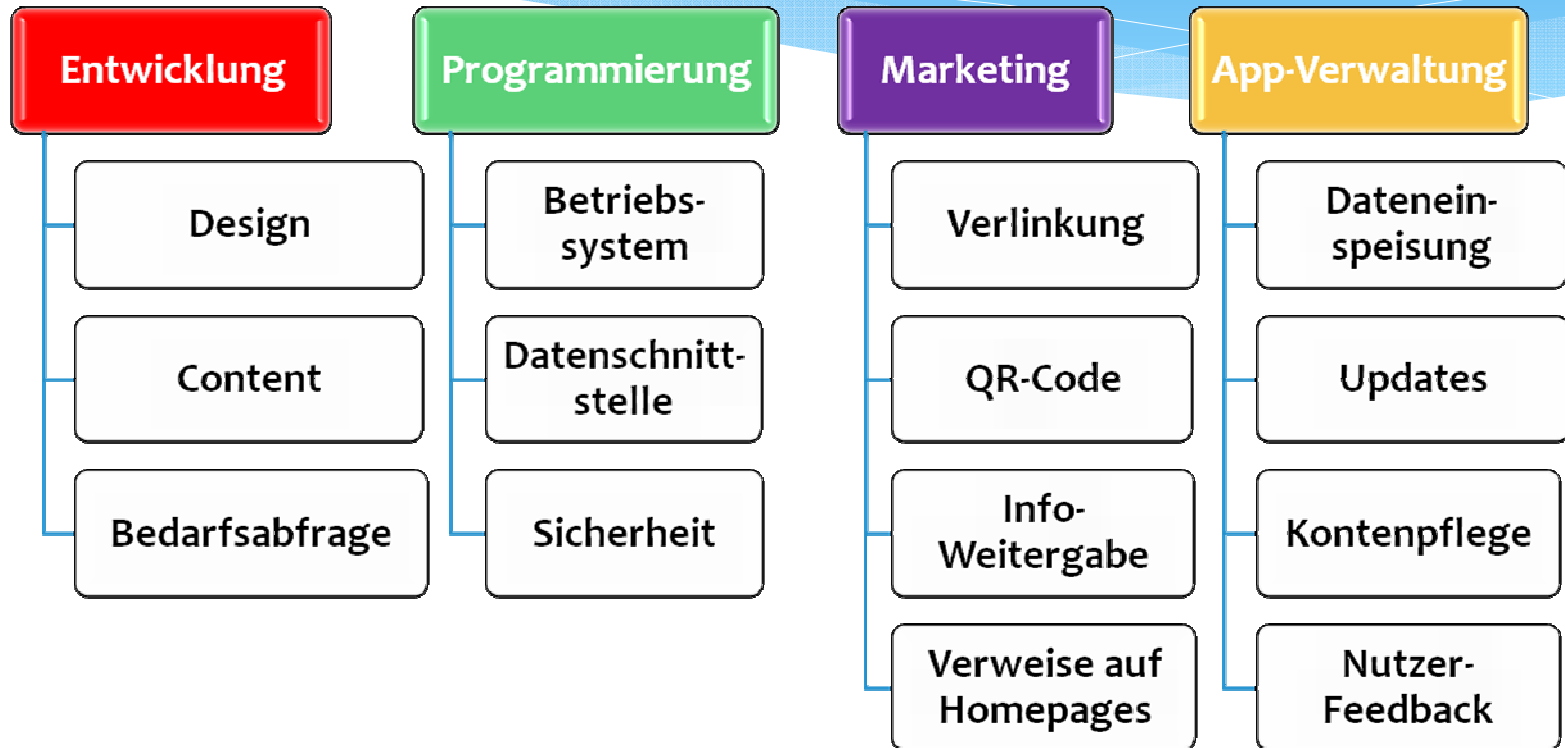 Entwicklung
Design
Content
Bedarfsabfrage
Programmierung
Betriebs-
system
Datenschnitt-
stelle
Sicherheit
Marketing
Verlinkung
QR-Code
Info-
Weitergabe
Verweise auf
Homepages
App-Verwaltung
Dateneins-
speisung
Updates
Kontenpflege
Nutzer-
Feedback